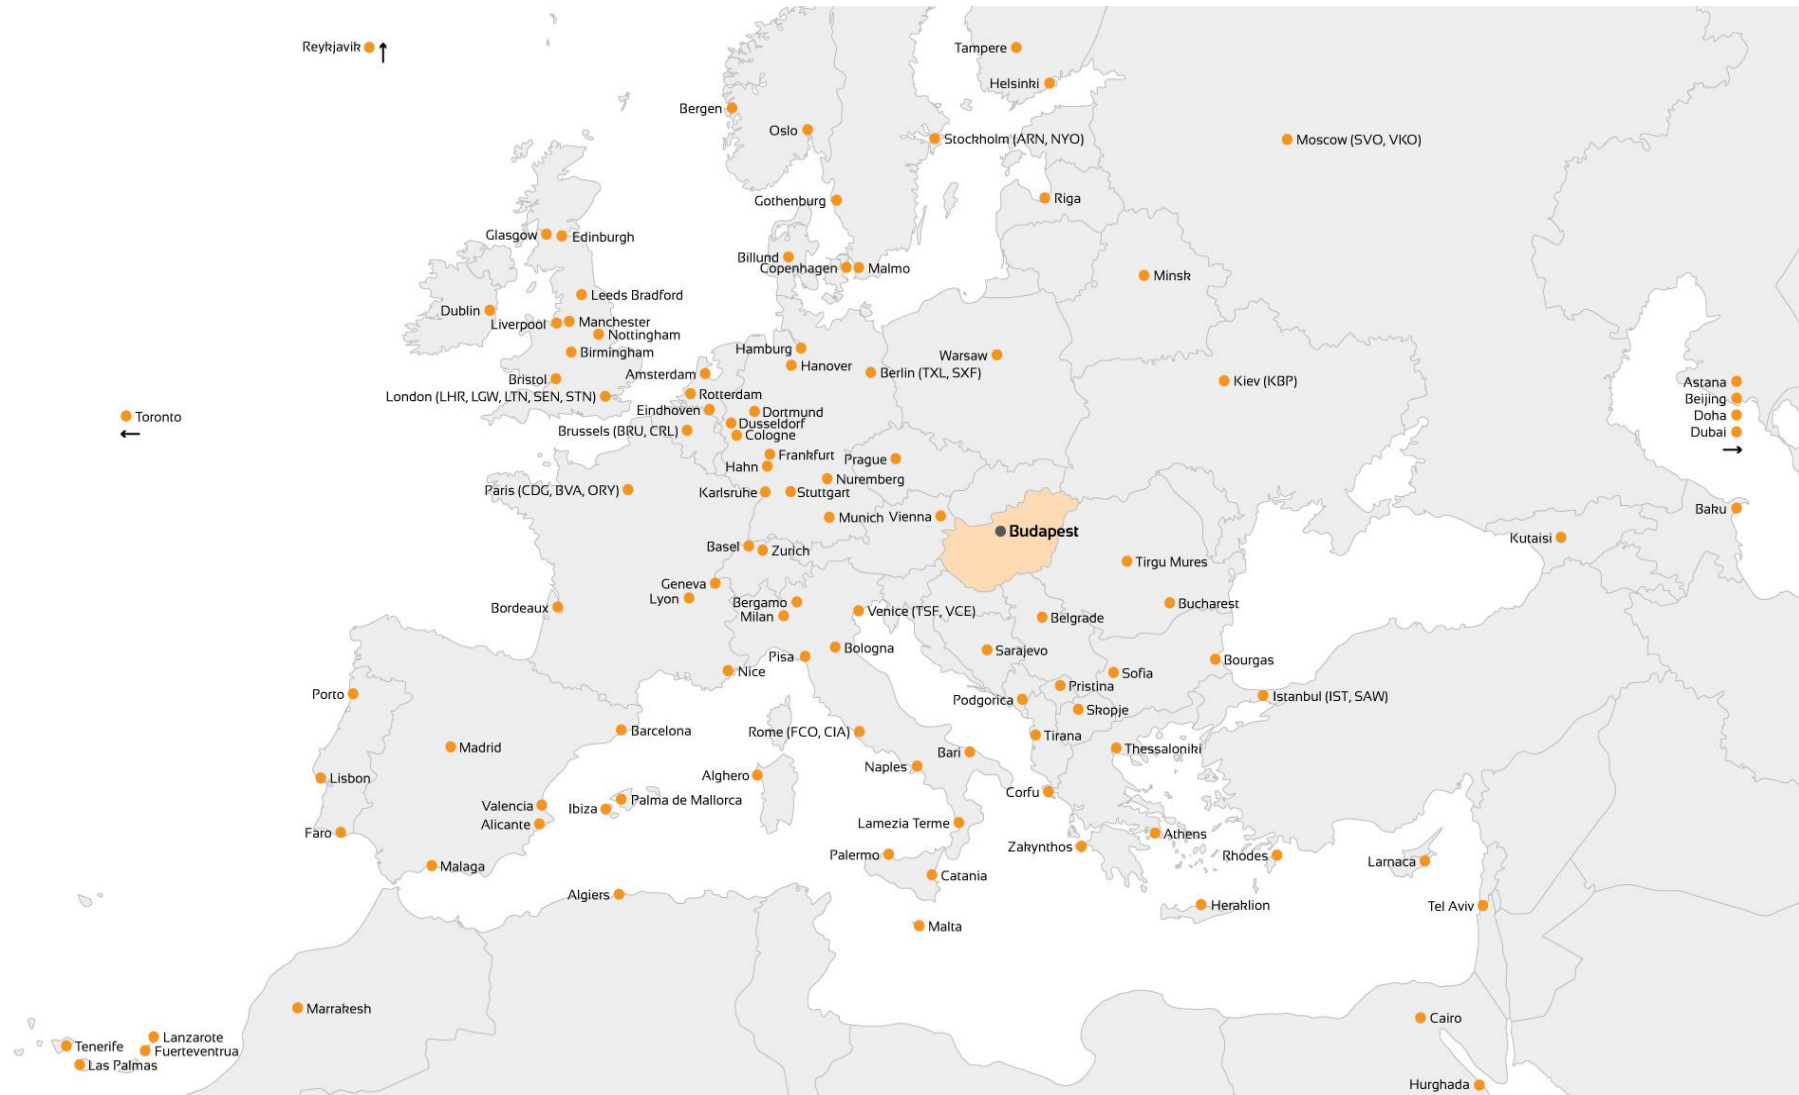 Reykjavik
Tampere
Helsinki
Bergen
Oslo
Stockholm (ARN, NYO)
Moscow (SVO, VKO)
Gothenburg
Riga
Glasgow
Edinburgh
Billund
Copenhagen
Malmo
Minsk
Leeds Bradford
Dublin
Liverpool
Manchester
Nottingham
Birmingham
Hamburg
Hanover
Warsaw
Amsterdam
Berlin (TXL, SXF)
Bristol
Kiev (KBP)
London (LHR, LGW, LTN, SEN, STN)
Rotterdam
Astana
Beijing
Doha
Dubai
Toronto
Eindhoven
Dortmund
Dusseldorf
Brussels (BRU, CRL)
Cologne
Frankfurt
Hahn
Prague
Nuremberg
Paris (CDG, BVA, ORY)
Karlsruhe
Stuttgart
Munich
Vienna
Baku
Budapest
Kutaisi
Basel
Zurich
Tirgu Mures
Geneva
Lyon
Bergamo
Milan
Bordeaux
Venice (TSF, VCE)
Bucharest
Belgrade
Bologna
Sarajevo
Pisa
Bourgas
Nice
Sofia
Pristina
Porto
Podgorica
Istanbul (IST, SAW)
Skopje
Barcelona
Rome (FCO, CIA)
Tirana
Madrid
Bari
Thessaloniki
Naples
Alghero
Lisbon
Corfu
Valencia
Ibiza
Palma de Mallorca
Alicante
Lamezia Terme
Faro
Athens
Zakynthos
Palermo
Rhodes
Larnaca
Malaga
Catania
Algiers
Heraklion
Tel Aviv
Malta
Marrakesh
Cairo
Lanzarote
Tenerife
Fuerteventrua
Las Palmas
Hurghada